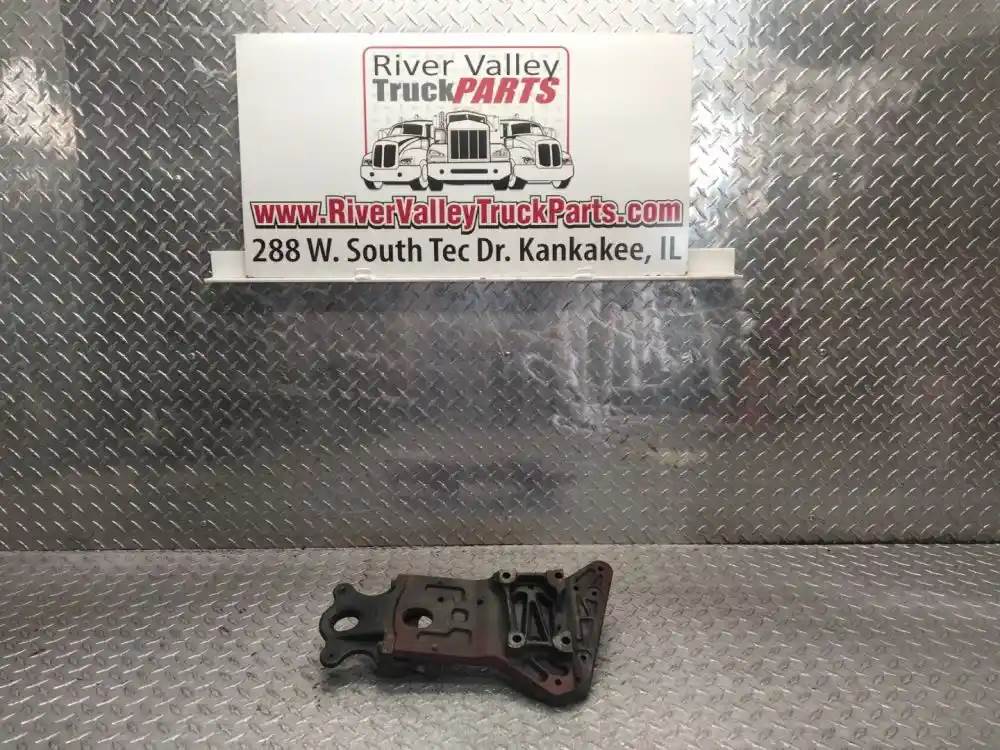 River Valley
TruckPARTS
www.RiverValleyTruckParts.com
288 W. South Tec Dr. Kankakee, IL